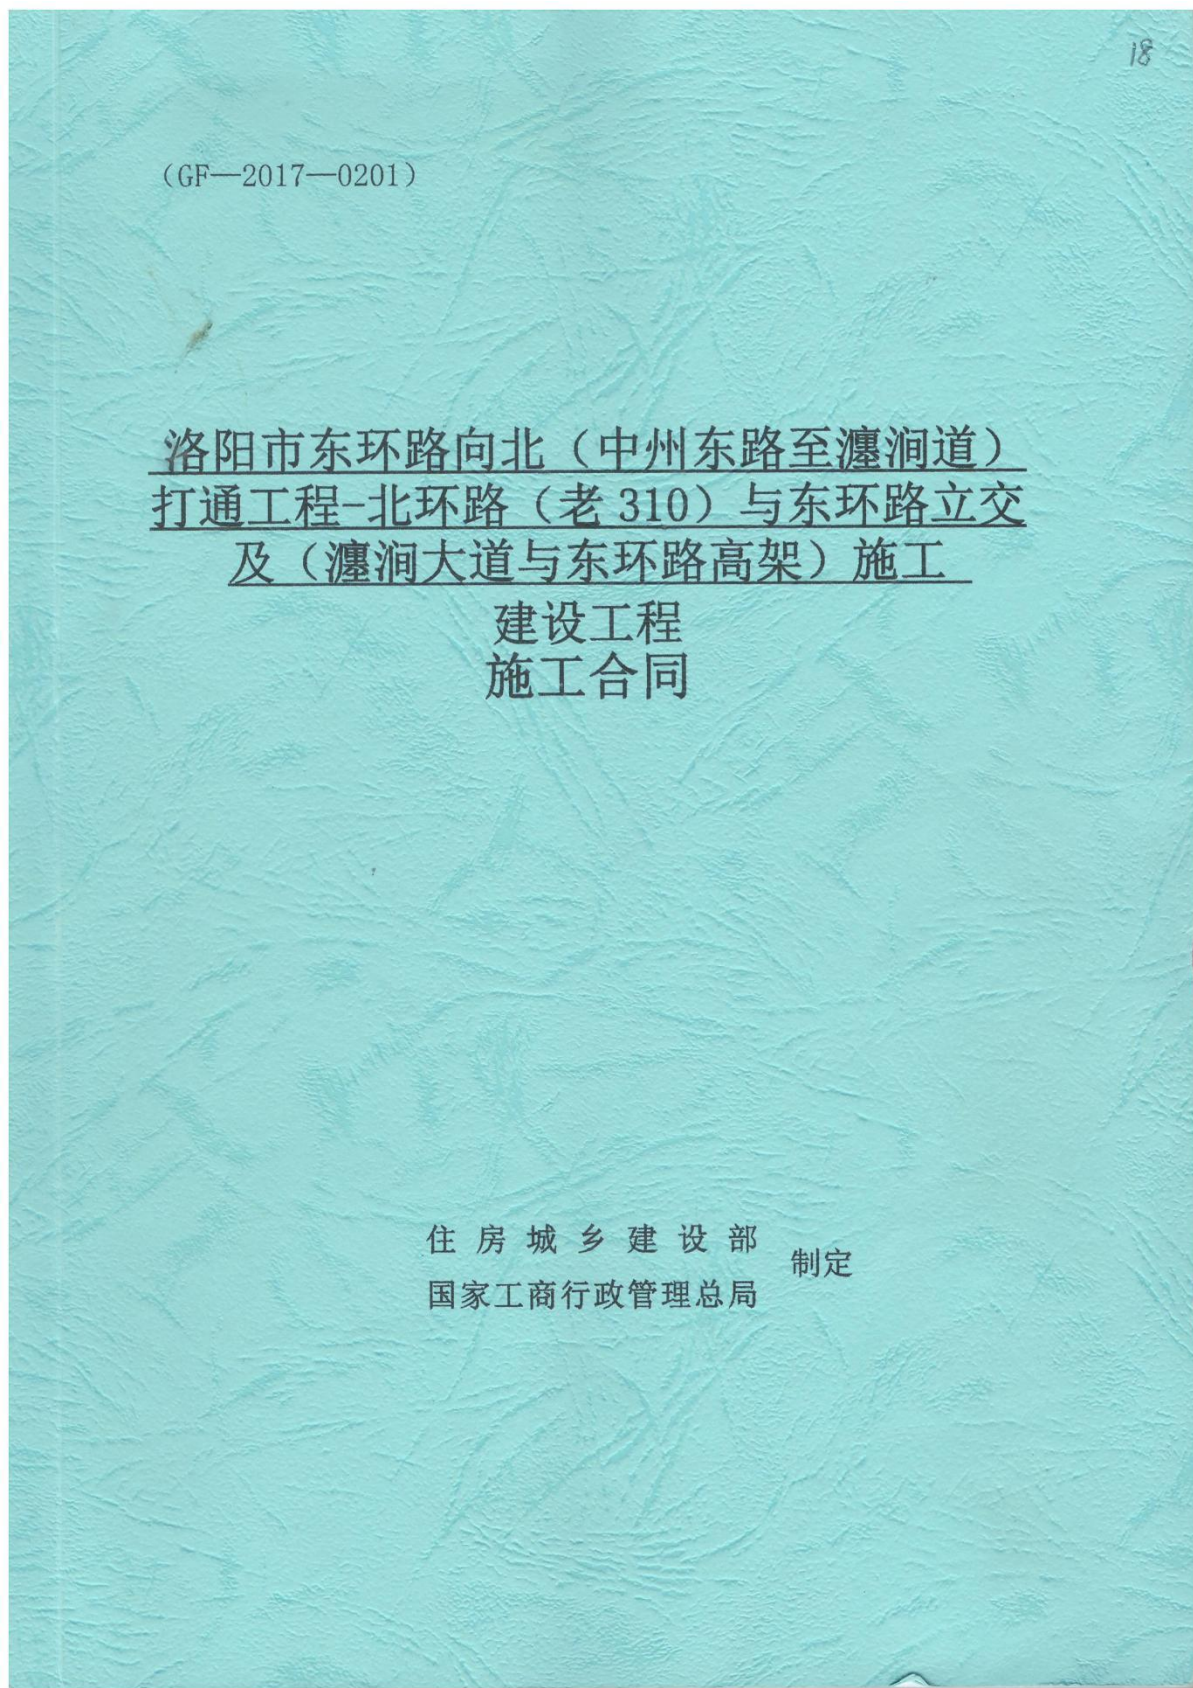 18
（GF—2017—0201）
洛阳市东环路向北（中州东路至瀍涧道）
打通工程-北环路（老310）与东环路立交
及（瀍涧大道与东环路高架）施工
建设工程
施工合同
住房城乡建设部
国家工商行政管理总局
制定